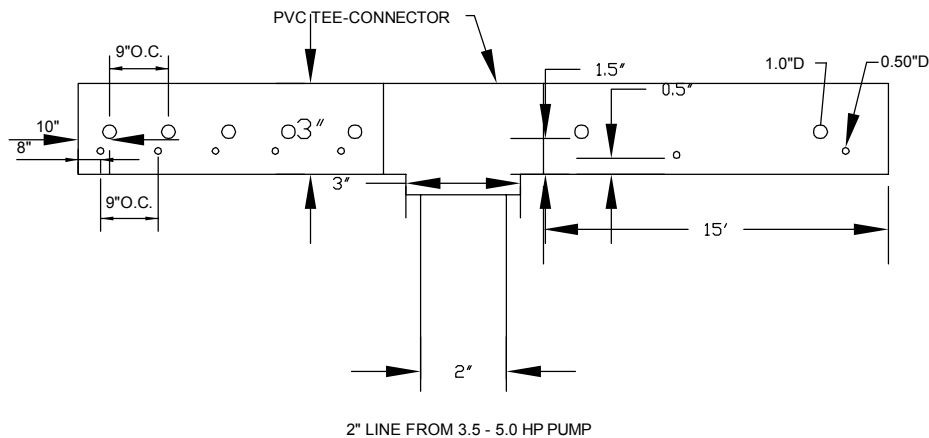 PVC TEE-CONNECTOR
9"O.C.
1.5"
1.0"D
0.50"D
0.5"
10"
3"
8"
3"
9"O.C.
15'
2"
2" LINE FROM 3.5 - 5.0 HP PUMP